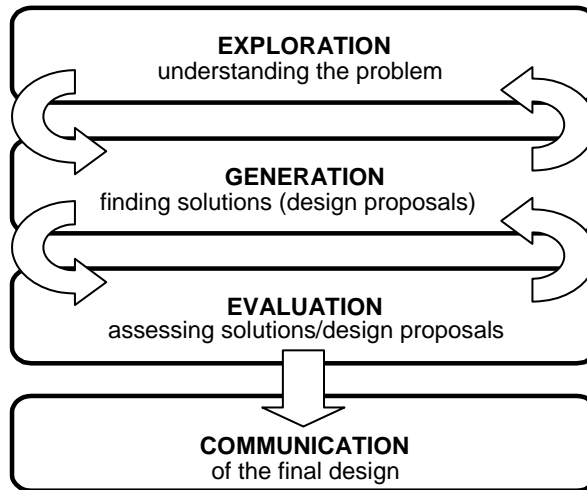 EXPLORATION
understanding the problem
GENERATION
finding solutions (design proposals)
EVALUATION
assessing solutions/design proposals
COMMUNICATION
of the final design